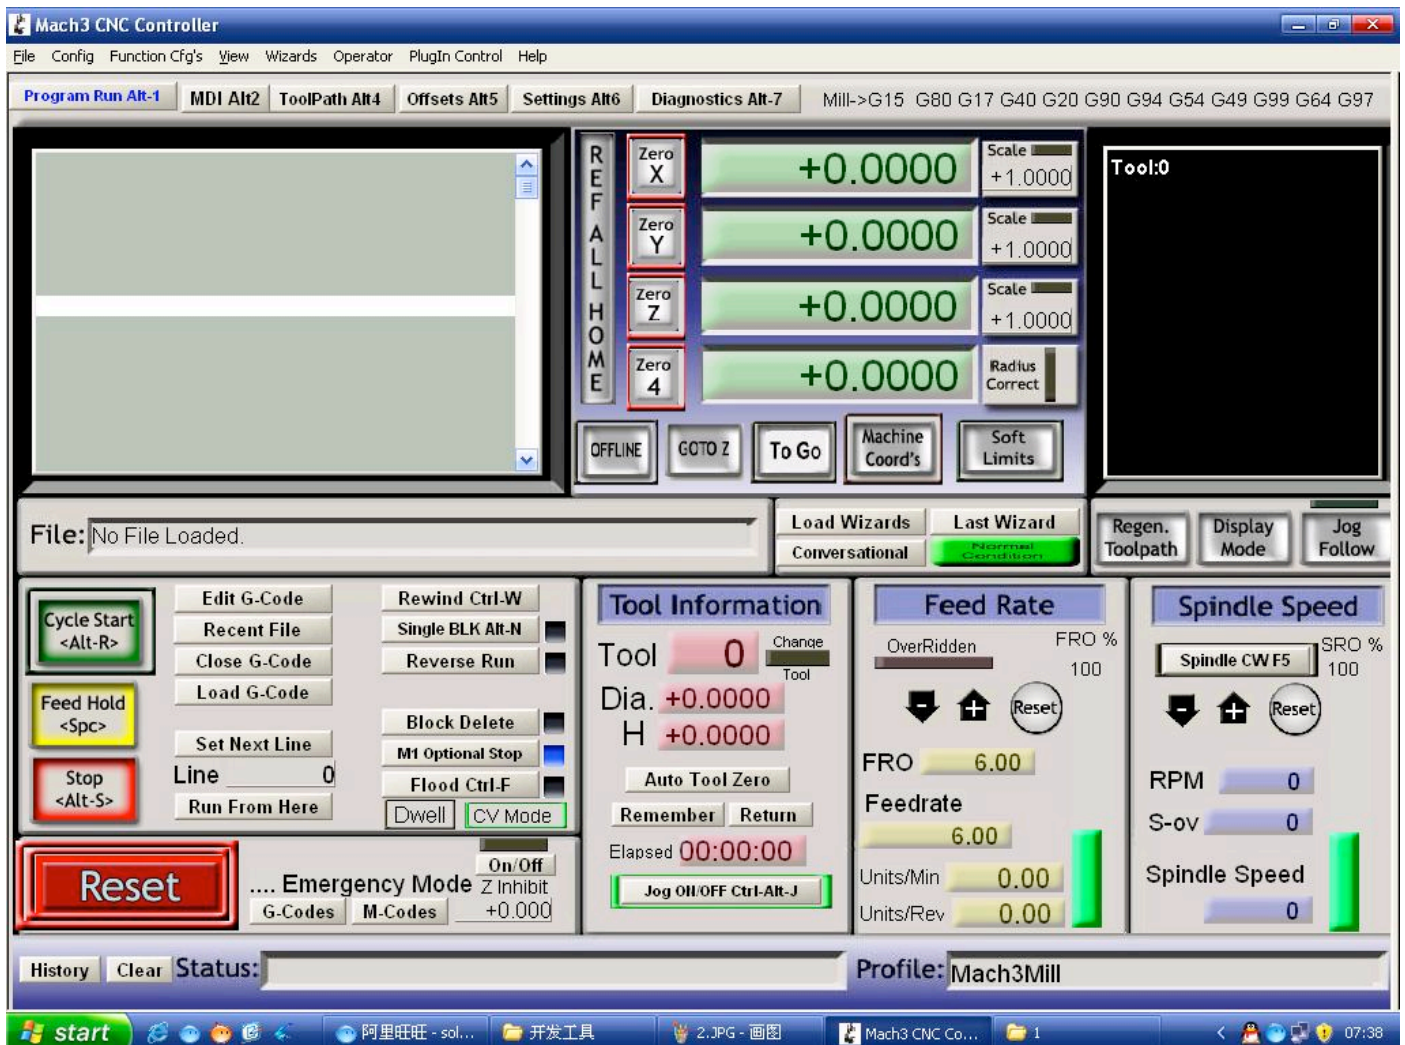 Mach3 CNC Controller
File Config Function Cfg's View Wizards Operator PlugIn Control Help
Program Run Alt-1 MDI Alt2 ToolPath Alt4 Offsets Alt5 Settings Alt6 Diagnostics Alt-7 Mill->G15 G80 G17 G40 G20 G90 G94 G54 G49 G99 G64 G97
REF ALL HOME
Zero X +0.0000 Scale +1.0000
Zero Y +0.0000 Scale +1.0000
Zero Z +0.0000 Scale +1.0000
Zero 4 +0.0000 Radius Correct
OFFLINE GOTO Z To Go Machine Coord's Soft Limits
Tool:0
File: No File Loaded.
Load Wizards Last Wizard
Conversational Normal Condition
Regen. Toolpath Display Mode Jog Follow
Cycle Start <Alt-R>
Feed Hold <Spc>
Stop <Alt-S>
Edit G-Code
Recent File
Close G-Code
Load G-Code
Set Next Line
Line 0
Run From Here
Rewind Ctrl-W
Single BLK Alt-N
Reverse Run
Block Delete
M1 Optional Stop
Flood Ctrl-F
Dwell CV Mode
Reset
.... Emergency Mode
G-Codes M-Codes
On/Off
Z Inhibit
+0.000
Tool Information
Tool 0 Change Tool
Dia. +0.0000
H +0.0000
Auto Tool Zero
Remember Return
Elapsed 00:00:00
Jog ON/OFF Ctrl-Alt-J
Feed Rate
OverRidden FRO %
100
Reset
FRO 6.00
Feedrate
6.00
Units/Min 0.00
Units/Rev 0.00
Spindle Speed
Spindle CW F5 SRO %
100
Reset
RPM 0
S-ov 0
Spindle Speed
0
History Clear Status:
Profile: Mach3Mill
start 阿里旺旺 - sol... 开发工具 2.JPG - 画图 Mach3 CNC Co... 1 07:38